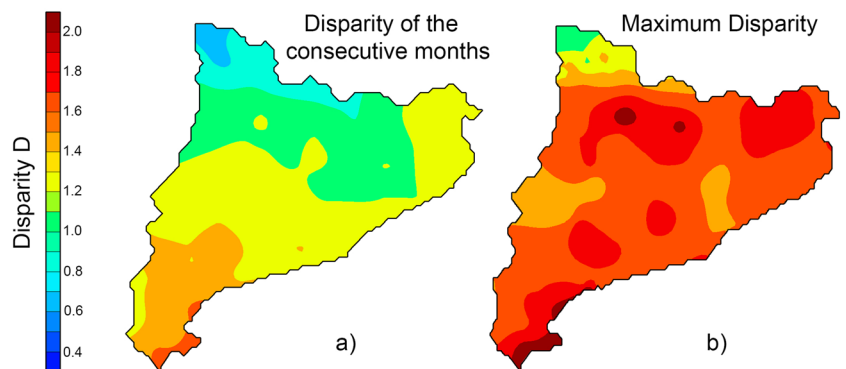 Disparity of the
consecutive months
Maximum Disparity
Disparity D
2.0
1.8
1.6
1.4
1.2
1.0
0.8
0.6
0.4
a)
b)